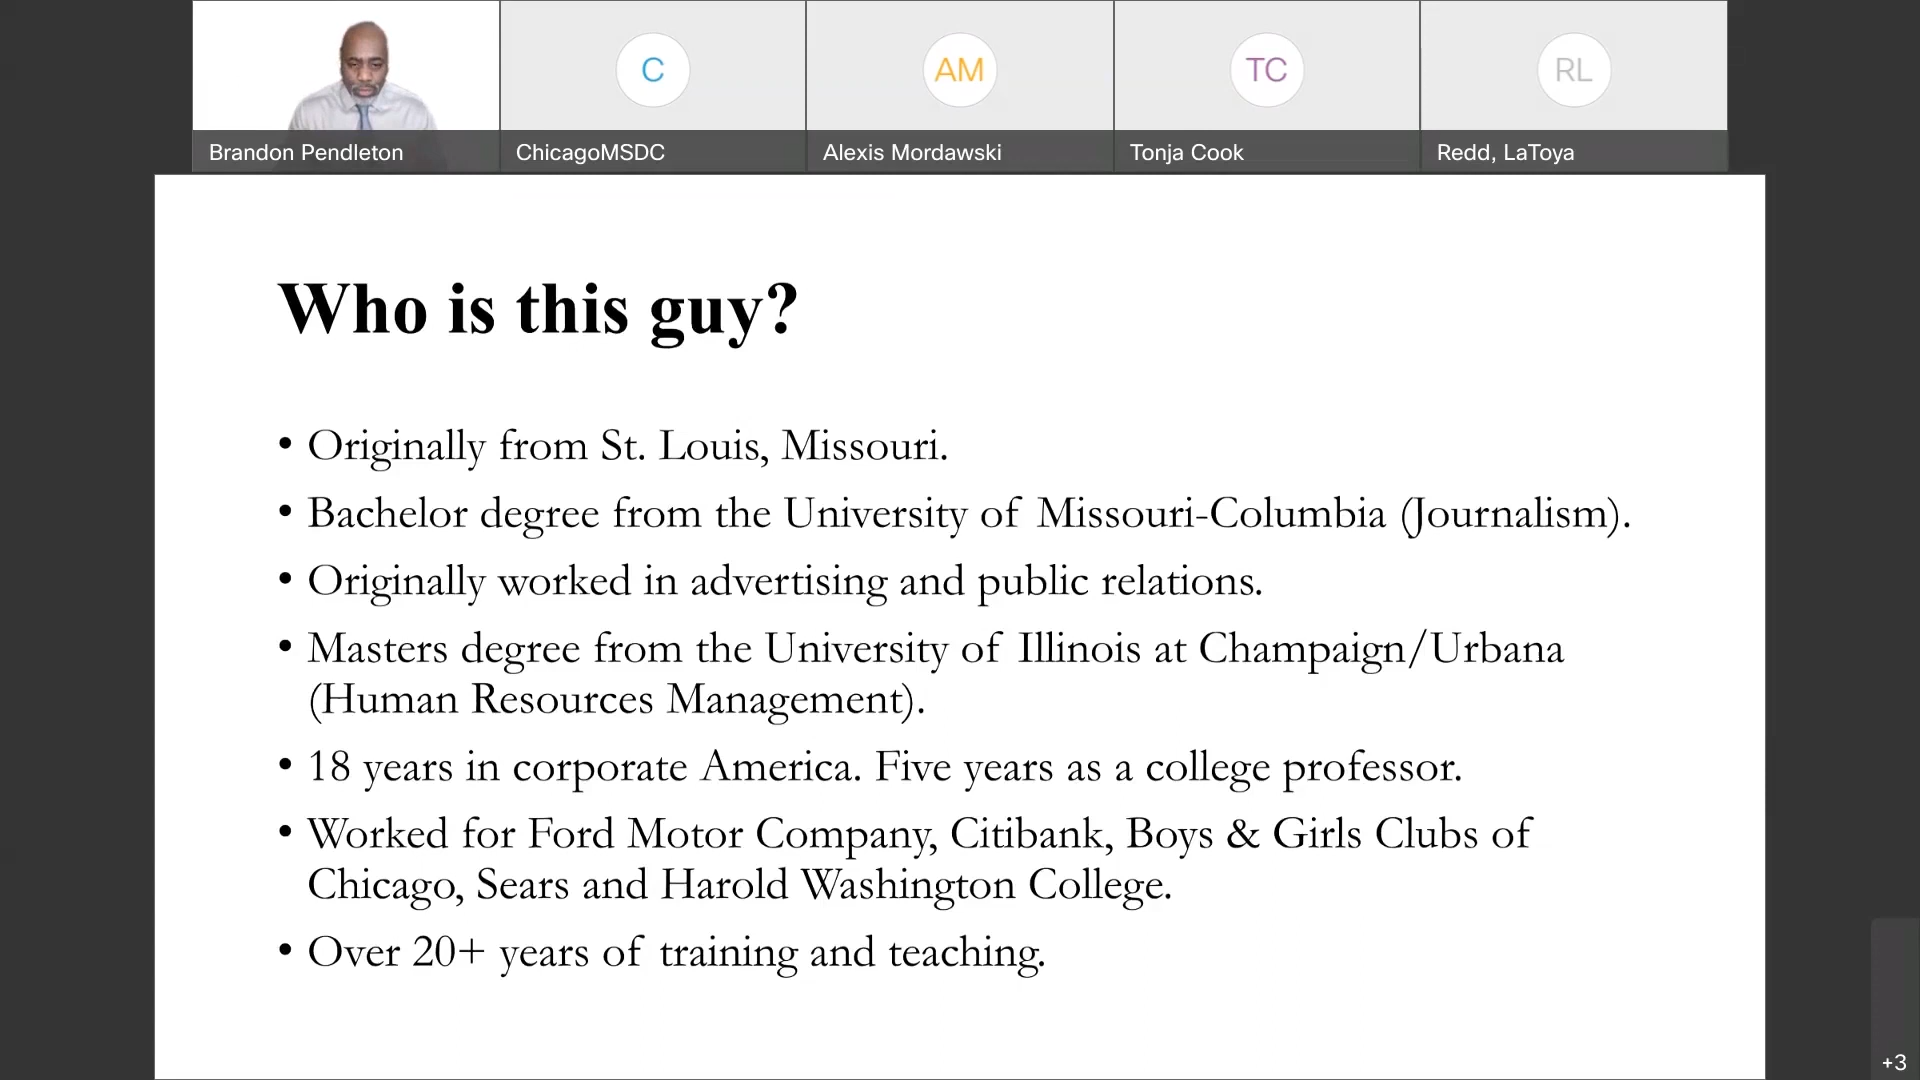 C
AM
TC
RL
Brandon Pendleton
ChicagoMSDC
Alexis Mordawski
Tonja Cook
Redd, LaToya
Who is this guy?
• Originally from St. Louis, Missouri.
• Bachelor degree from the University of Missouri-Columbia (Journalism).
• Originally worked in advertising and public relations.
• Masters degree from the University of Illinois at Champaign/Urbana
(Human Resources Management).
• 18 years in corporate America. Five years as a college professor.
• Worked for Ford Motor Company, Citibank, Boys & Girls Clubs of
Chicago, Sears and Harold Washington College.
• Over 20+ years of training and teaching.
+3